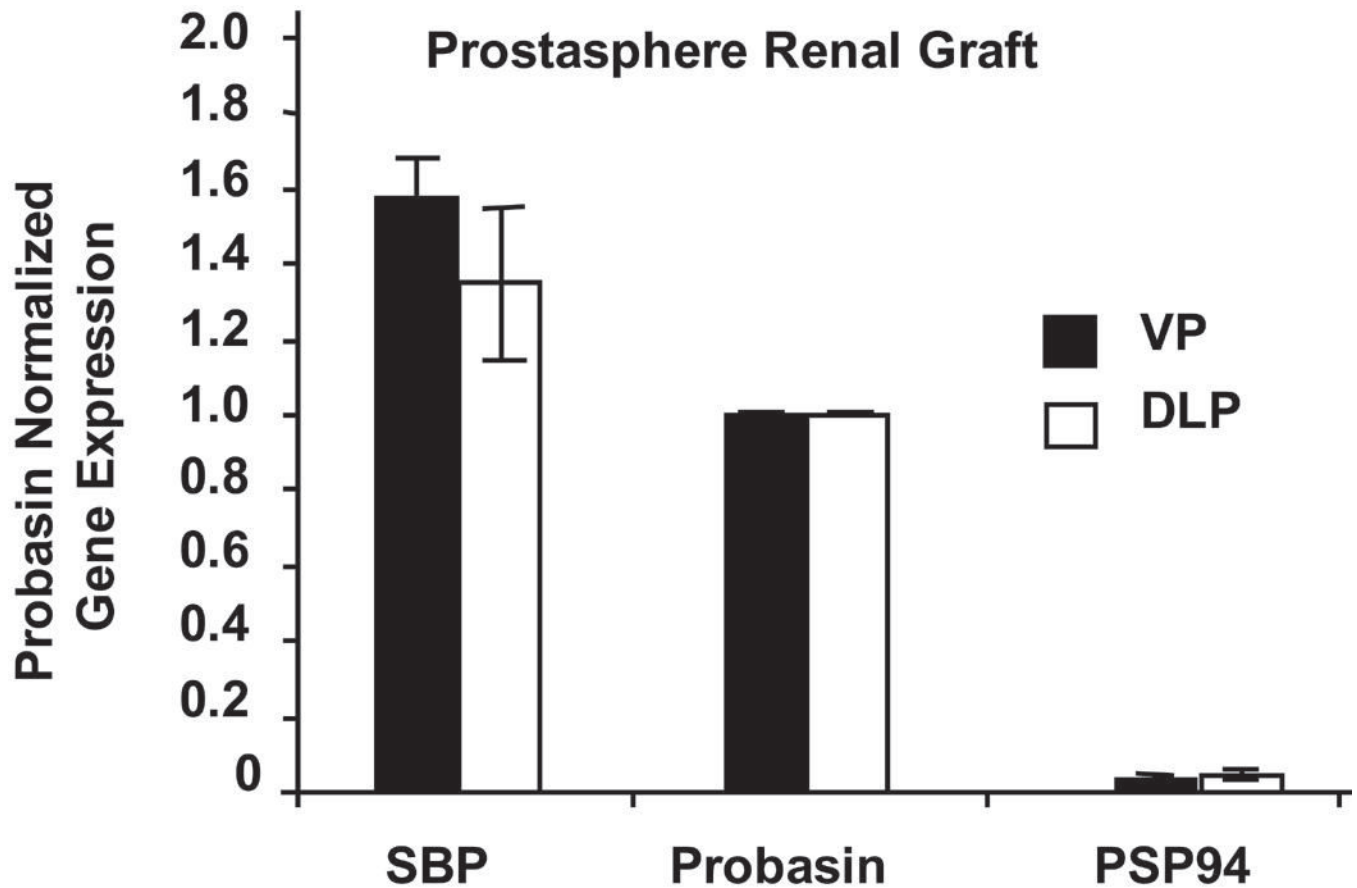 Prostasphere Renal Graft
Probasin Normalized
Gene Expression
2.0
1.8
1.6
1.4
1.2
1.0
0.8
0.6
0.4
0.2
0
VP
DLP
SBP Probasin PSP94